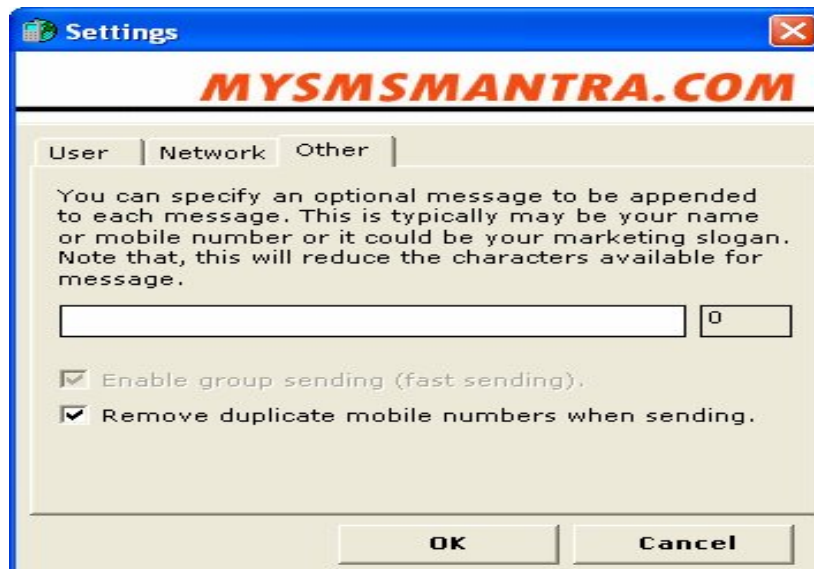 Settings
MYSMSMANTRA.COM
User Network Other
You can specify an optional message to be appended
to each message. This is typically may be your name
or mobile number or it could be your marketing slogan.
Note that, this will reduce the characters available for
message.
0
Enable group sending (fast sending).
Remove duplicate mobile numbers when sending.
OK Cancel